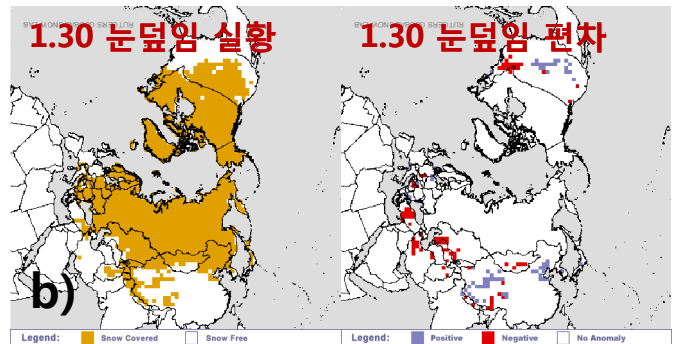 1.30 눈덮임 실황
1.30 눈덮임 편차
b)
Legend: Snow Covered Snow Free
Legend: Positive Negative No Anomaly